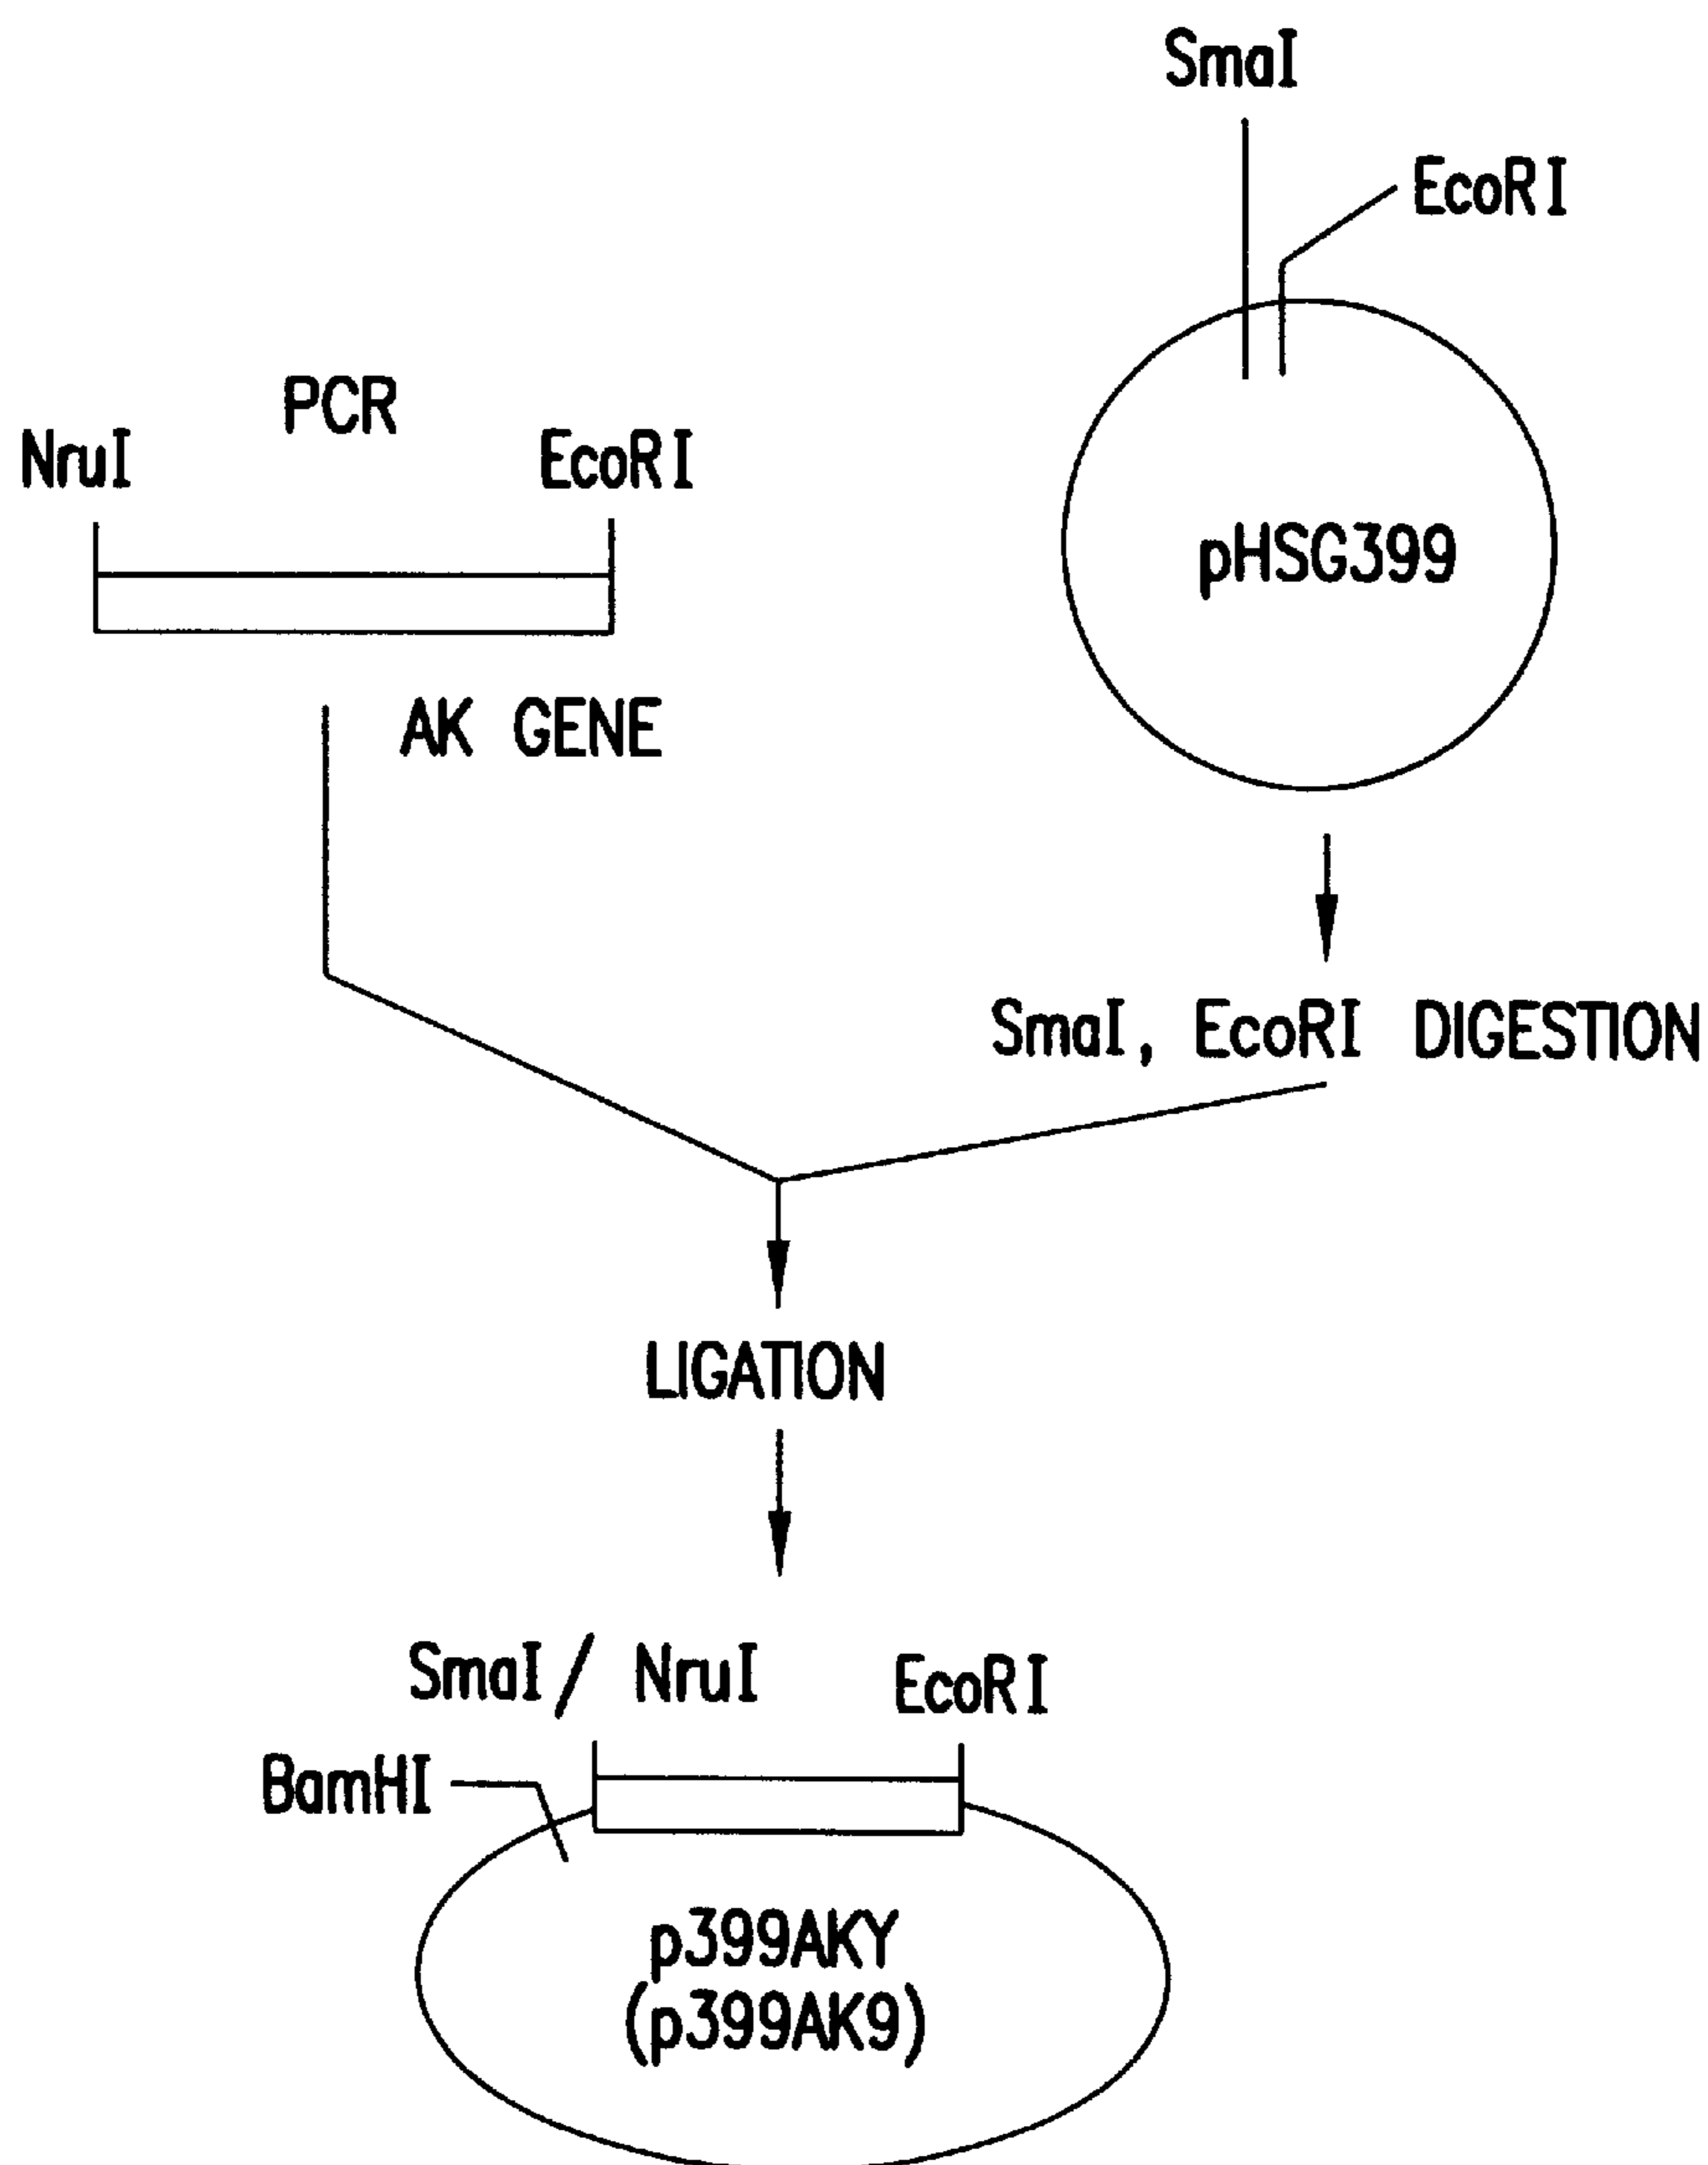 SmaI
EcoRI
PCR
NruI
EcoRI
pHSG399
AK GENE
SmaI, EcoRI DIGESTION
LIGATION
SmaI/ NruI
EcoRI
BamHI
p399AKY
(p399AK9)